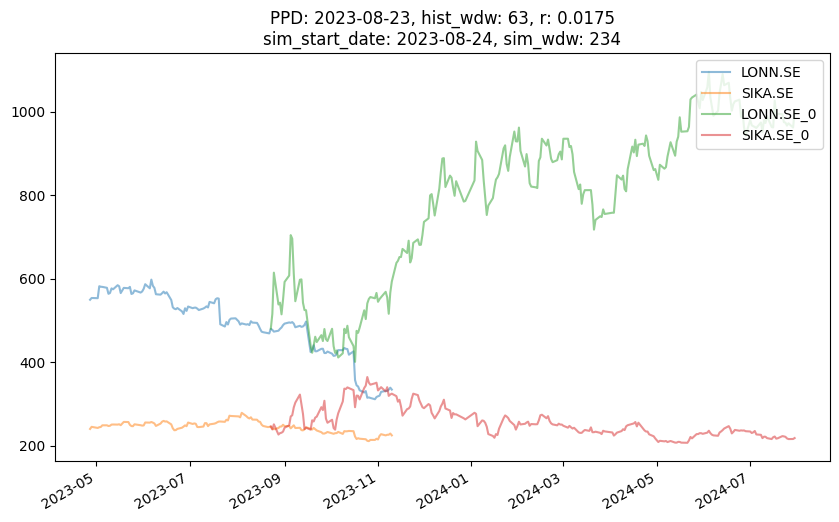 PPD: 2023-08-23, hist_wdw: 63, r: 0.0175
sim_start_date: 2023-08-24, sim_wdw: 234
LONN.SE
SIKA.SE
LONN.SE_0
SIKA.SE_0
1000
800
600
400
200
2023-05
2023-07
2023-09
2023-11
2024-01
2024-03
2024-05
2024-07